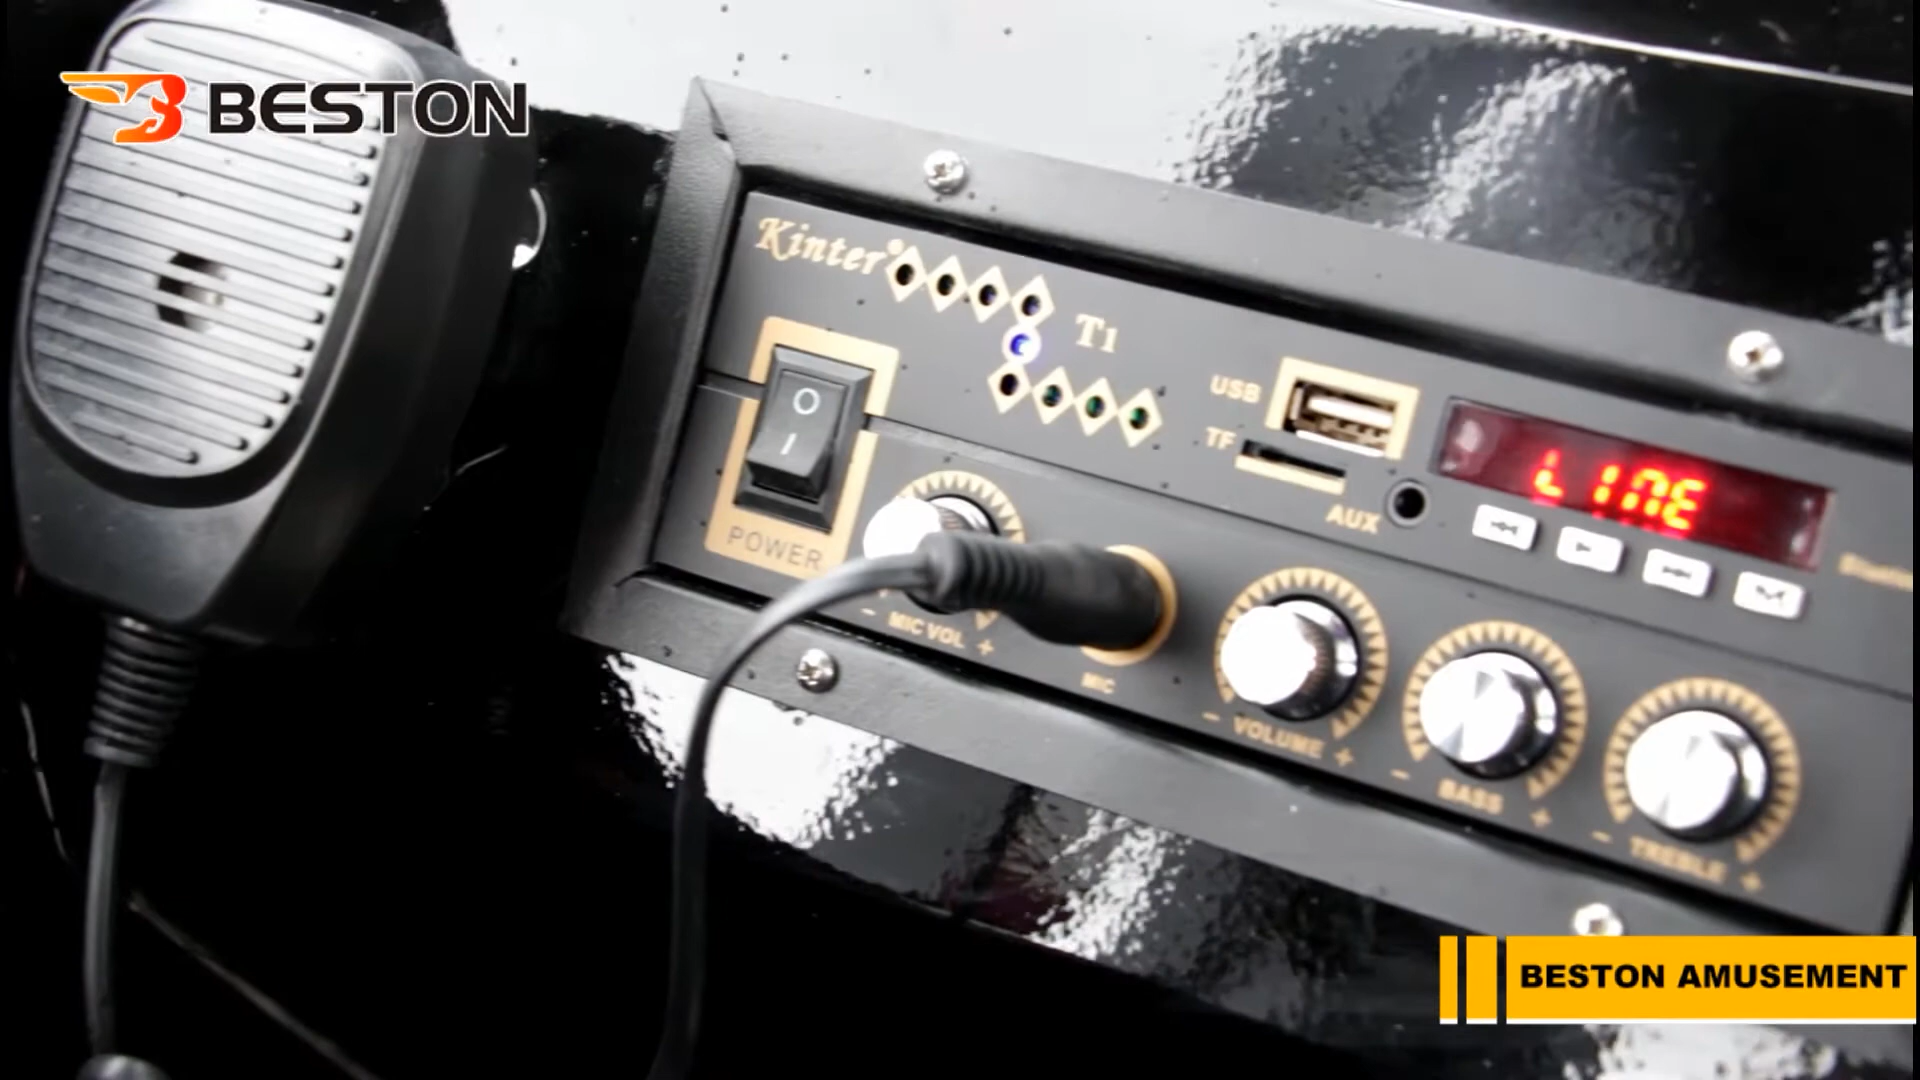 BESTON
Kinter®
T1
USB
TF
AUX
LINE
O
I
POWER
- MIC VOL +
MIC
- VOLUME +
- BASS +
- TREBLE +
BESTON AMUSEMENT